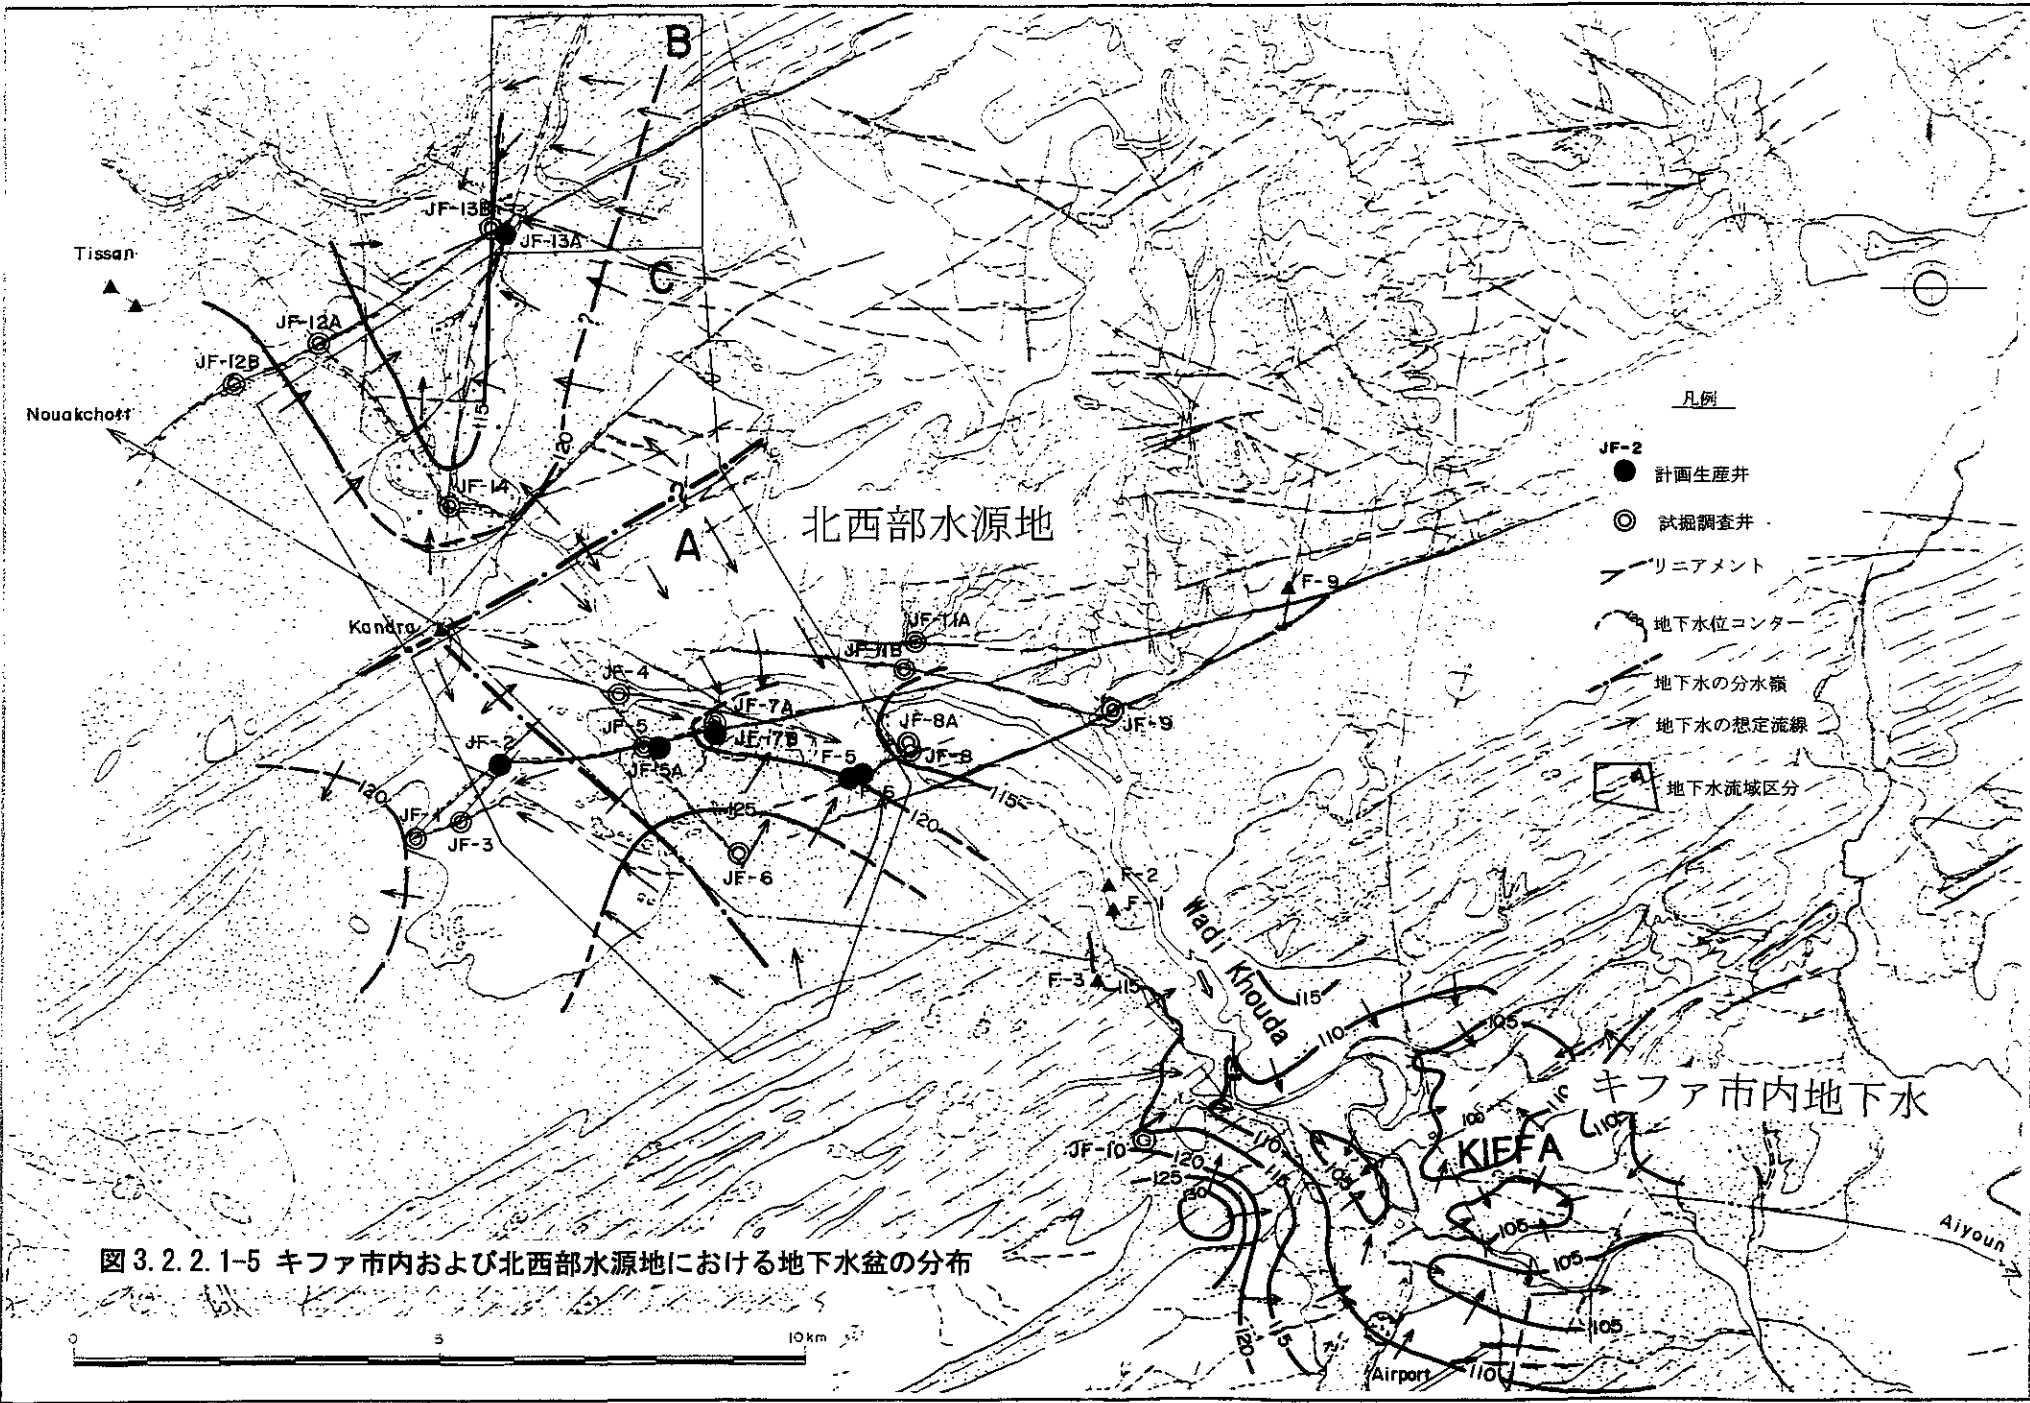 B
JF-13B
JF-13A
Tissan
C
?
JF-12A
JF-12B
Nouakchott
115
120
JF-14
?
A
北西部水源地
Kandra
凡例
JF-2
計画生産井
試掘調査井
リニアメント
地下水位コンター
地下水の分水嶺
地下水の想定流線
A
地下水流域区分
F-9
JF-11A
JF-11B
JF-4
JF-7A
JF-17B
JF-5
JF-5A
JF-2
JF-8A
JF-8
JF-9
F-5
F-6
115
120
120
JF-1
JF-3
125
JF-6
F-2
F-1
Wadi Khouda
F-3
115
115
110
105
キファ市内地下水
110
110
105
KIFFA
JF-10
120
125
130
110
115
105
105
105
105
Aiyoun
120
115
Airport
110
図3.2.2.1-5 キファ市内および北西部水源地における地下水盆の分布
0 5 10km